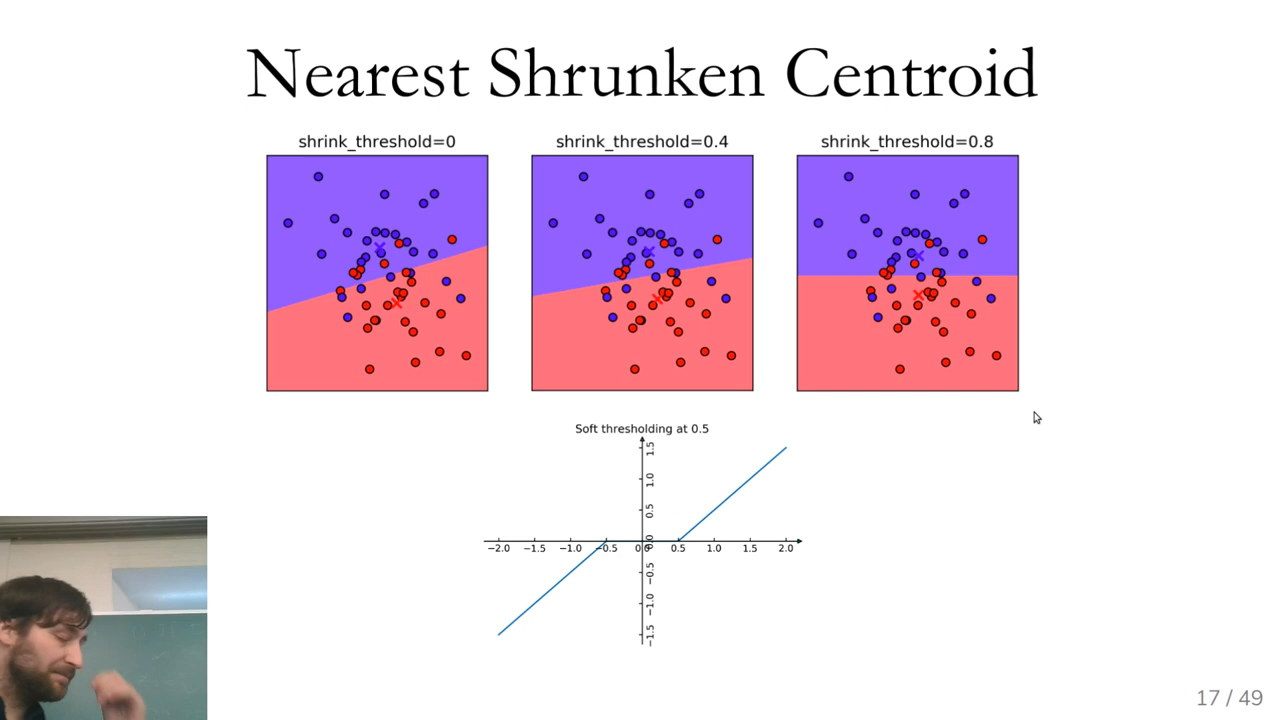 Nearest Shrunken Centroid
shrink_threshold=0
shrink_threshold=0.4
shrink_threshold=0.8
Soft thresholding at 0.5
1.5
1.0
0.5
0.0
−0.5
−1.0
−1.5
−2.0 −1.5 −1.0 −0.5 0.0 0.5 1.0 1.5 2.0
17 / 49